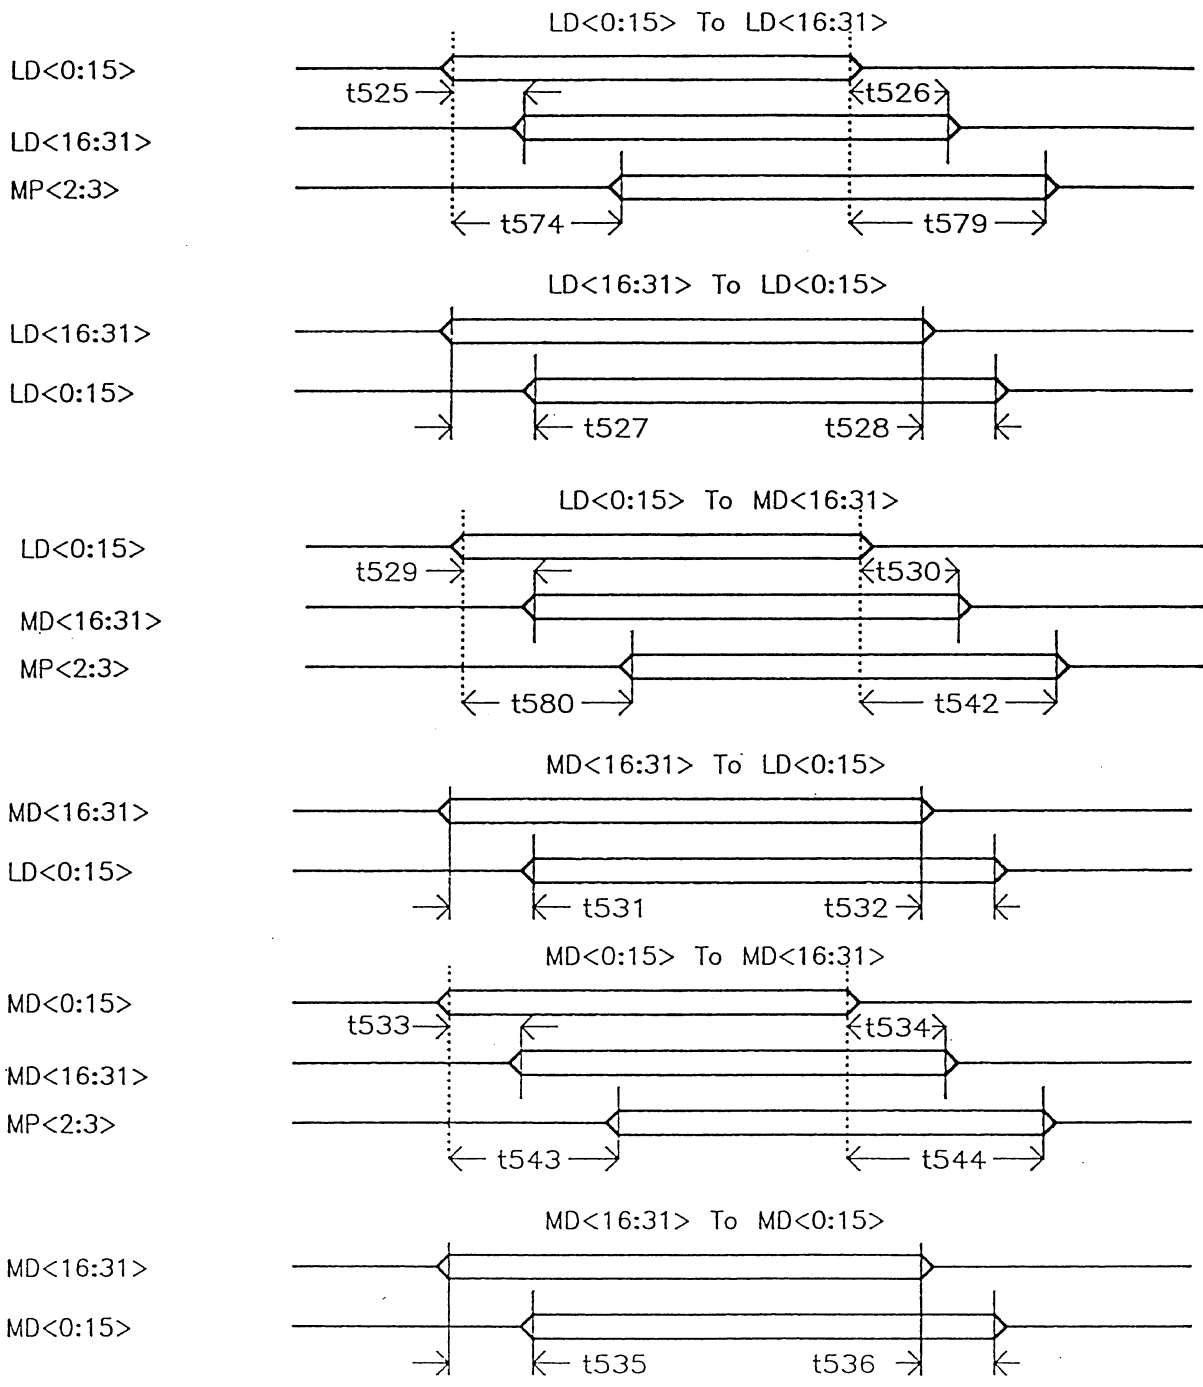 LD<0:15> To LD<16:31>
LD<0:15>
t525
t526
LD<16:31>
MP<2:3>
t574
t579
LD<16:31> To LD<0:15>
LD<16:31>
LD<0:15>
t527
t528
LD<0:15> To MD<16:31>
LD<0:15>
t529
t530
MD<16:31>
MP<2:3>
t580
t542
MD<16:31> To LD<0:15>
MD<16:31>
LD<0:15>
t531
t532
MD<0:15> To MD<16:31>
MD<0:15>
t533
t534
MD<16:31>
MP<2:3>
t543
t544
MD<16:31> To MD<0:15>
MD<16:31>
MD<0:15>
t535
t536